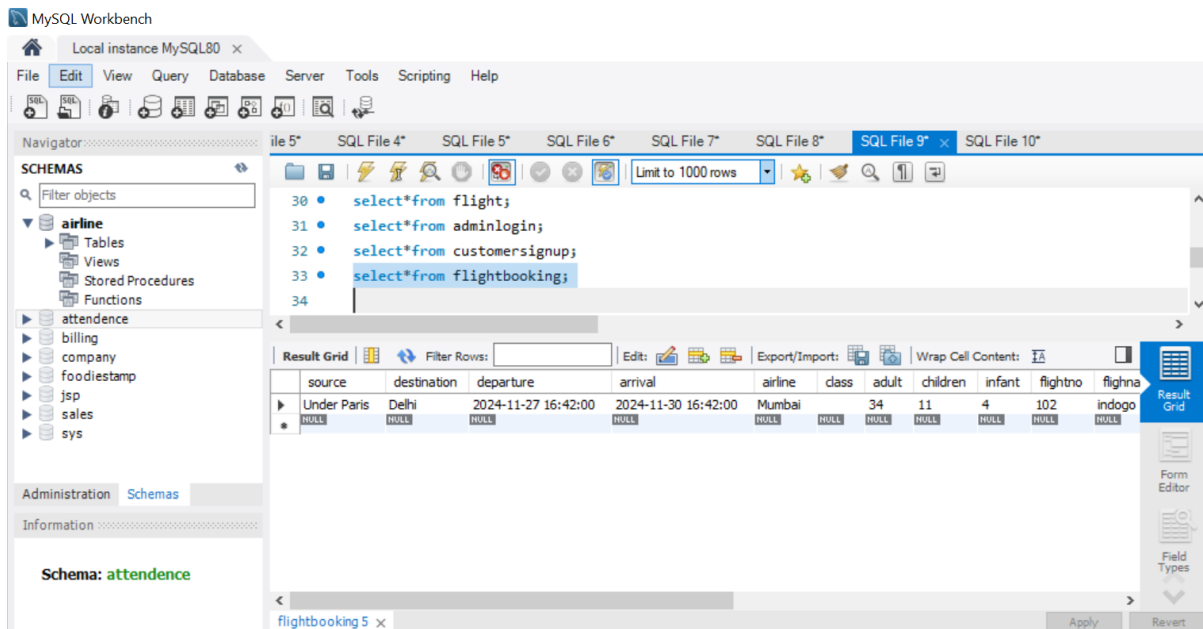 MySQL Workbench
Local instance MySQL80
File Edit View Query Database Server Tools Scripting Help
Navigator
SCHEMAS
Filter objects
airline
Tables
Views
Stored Procedures
Functions
attendence
billing
company
foodiestamp
jsp
sales
sys
Administration Schemas
Information
Schema: attendence
ile 5* SQL File 4* SQL File 5* SQL File 6* SQL File 7* SQL File 8* SQL File 9* SQL File 10*
Limit to 1000 rows
30 select*from flight;
31 select*from adminlogin;
32 select*from customersignup;
33 select*from flightbooking;
34
Result Grid Filter Rows: Edit: Export/Import: Wrap Cell Content:
source destination departure arrival airline class adult children infant flightno flighna
Under Paris Delhi 2024-11-27 16:42:00 2024-11-30 16:42:00 Mumbai 34 11 4 102 indogo
NULL NULL NULL NULL NULL NULL NULL NULL NULL NULL NULL
Result
Grid
Form
Editor
Field
Types
flightbooking 5
Apply Revert